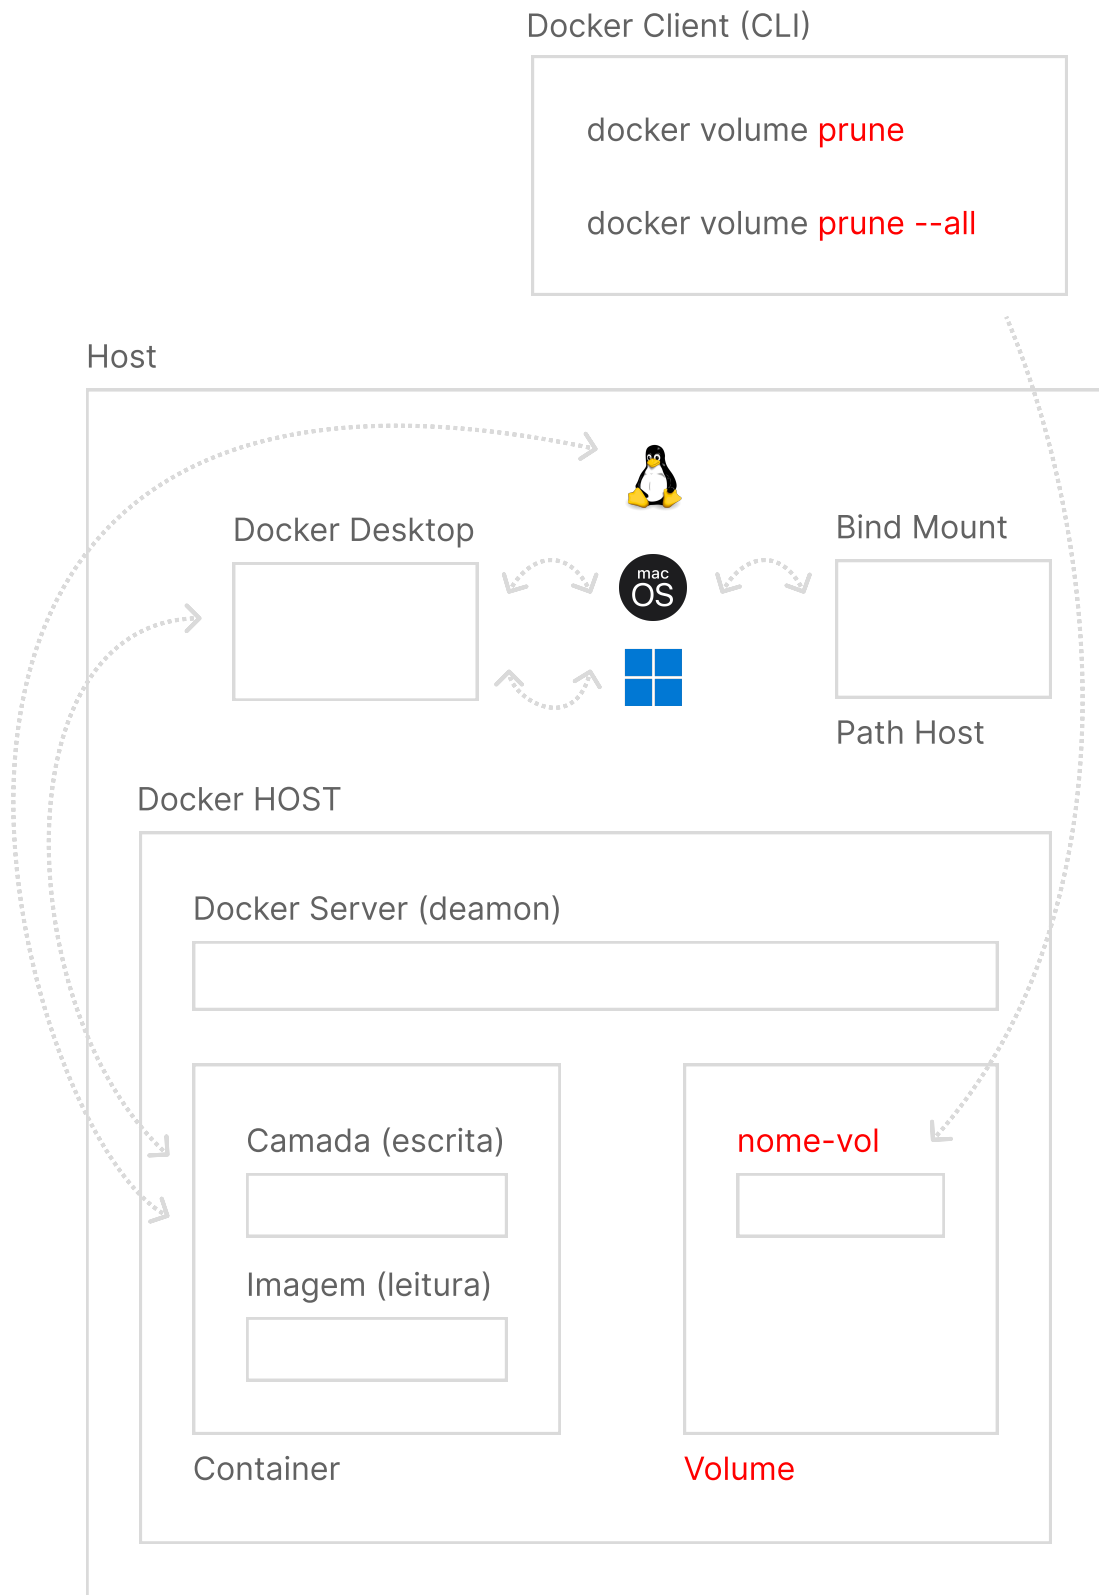 Docker Client (CLI)
docker volume prune
docker volume prune --all
Host
Docker Desktop
mac
OS
Bind Mount
Path Host
Docker HOST
Docker Server (deamon)
Camada (escrita)
nome-vol
Imagem (leitura)
Container
Volume